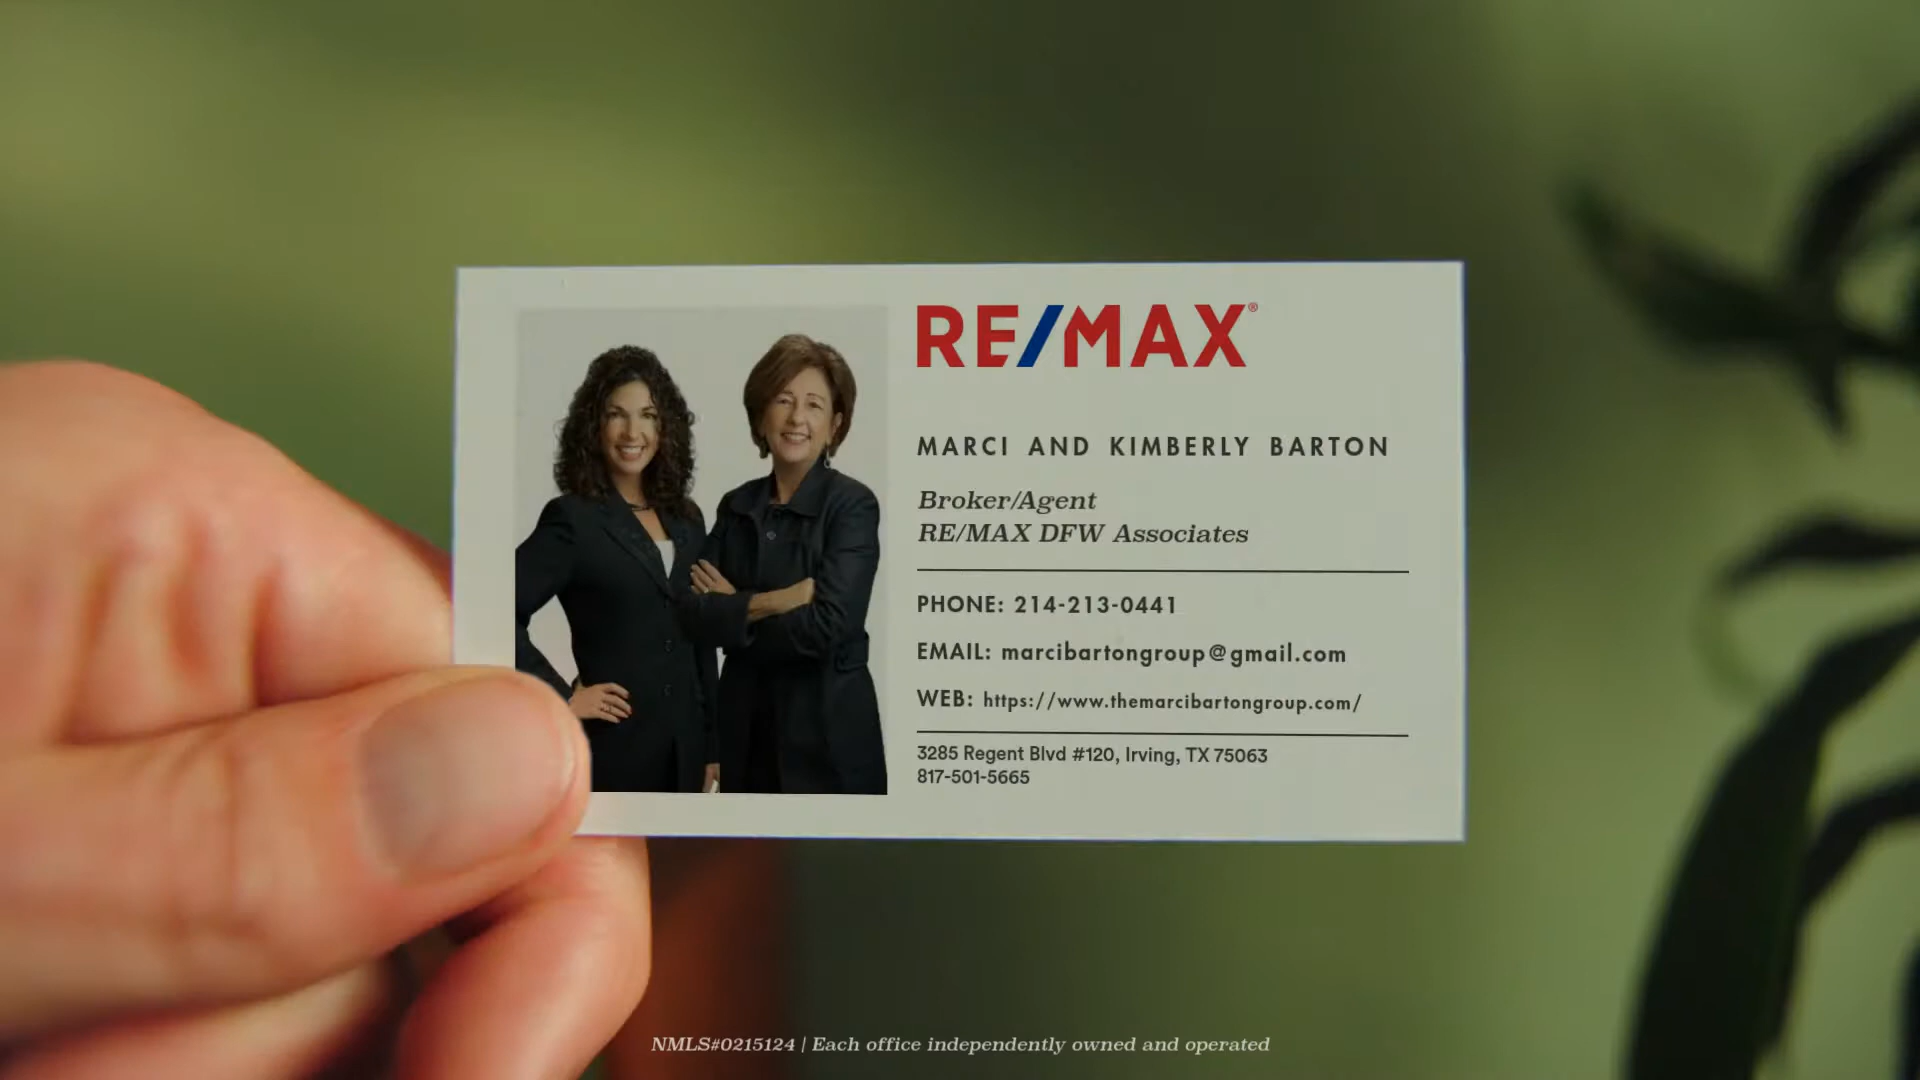 RE/MAX®
MARCI AND KIMBERLY BARTON
Broker/Agent
RE/MAX DFW Associates
PHONE: 214-213-0441
EMAIL: marcibartongroup@gmail.com
WEB: https://www.themarcibartongroup.com/
3285 Regent Blvd #120, Irving, TX 75063
817-501-5665
NMLS#0215124 | Each office independently owned and operated